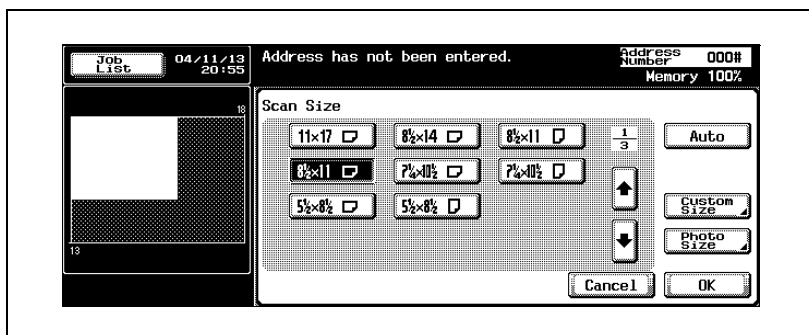 Job List 04/11/13 20:55 Address has not been entered. Address Number 000#
Memory 100%
18
13
Scan Size
11×17 8½×14 8½×11 1/3 Auto
8½×11 7¼×10½ 7¼×10½
5½×8½ 5½×8½ Custom Size
Photo Size
Cancel OK